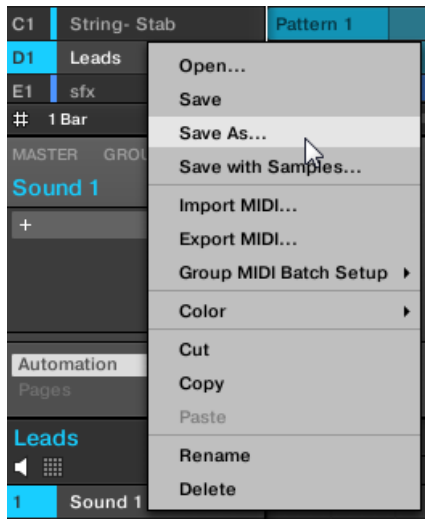 C1 String- Stab Pattern 1
D1 Leads
E1 sfx
# 1 Bar
MASTER GROU
Sound 1
+
Automation
Pages
Leads
1 Sound 1
Open...
Save
Save As...
Save with Samples...
Import MIDI...
Export MIDI...
Group MIDI Batch Setup
Color
Cut
Copy
Paste
Rename
Delete